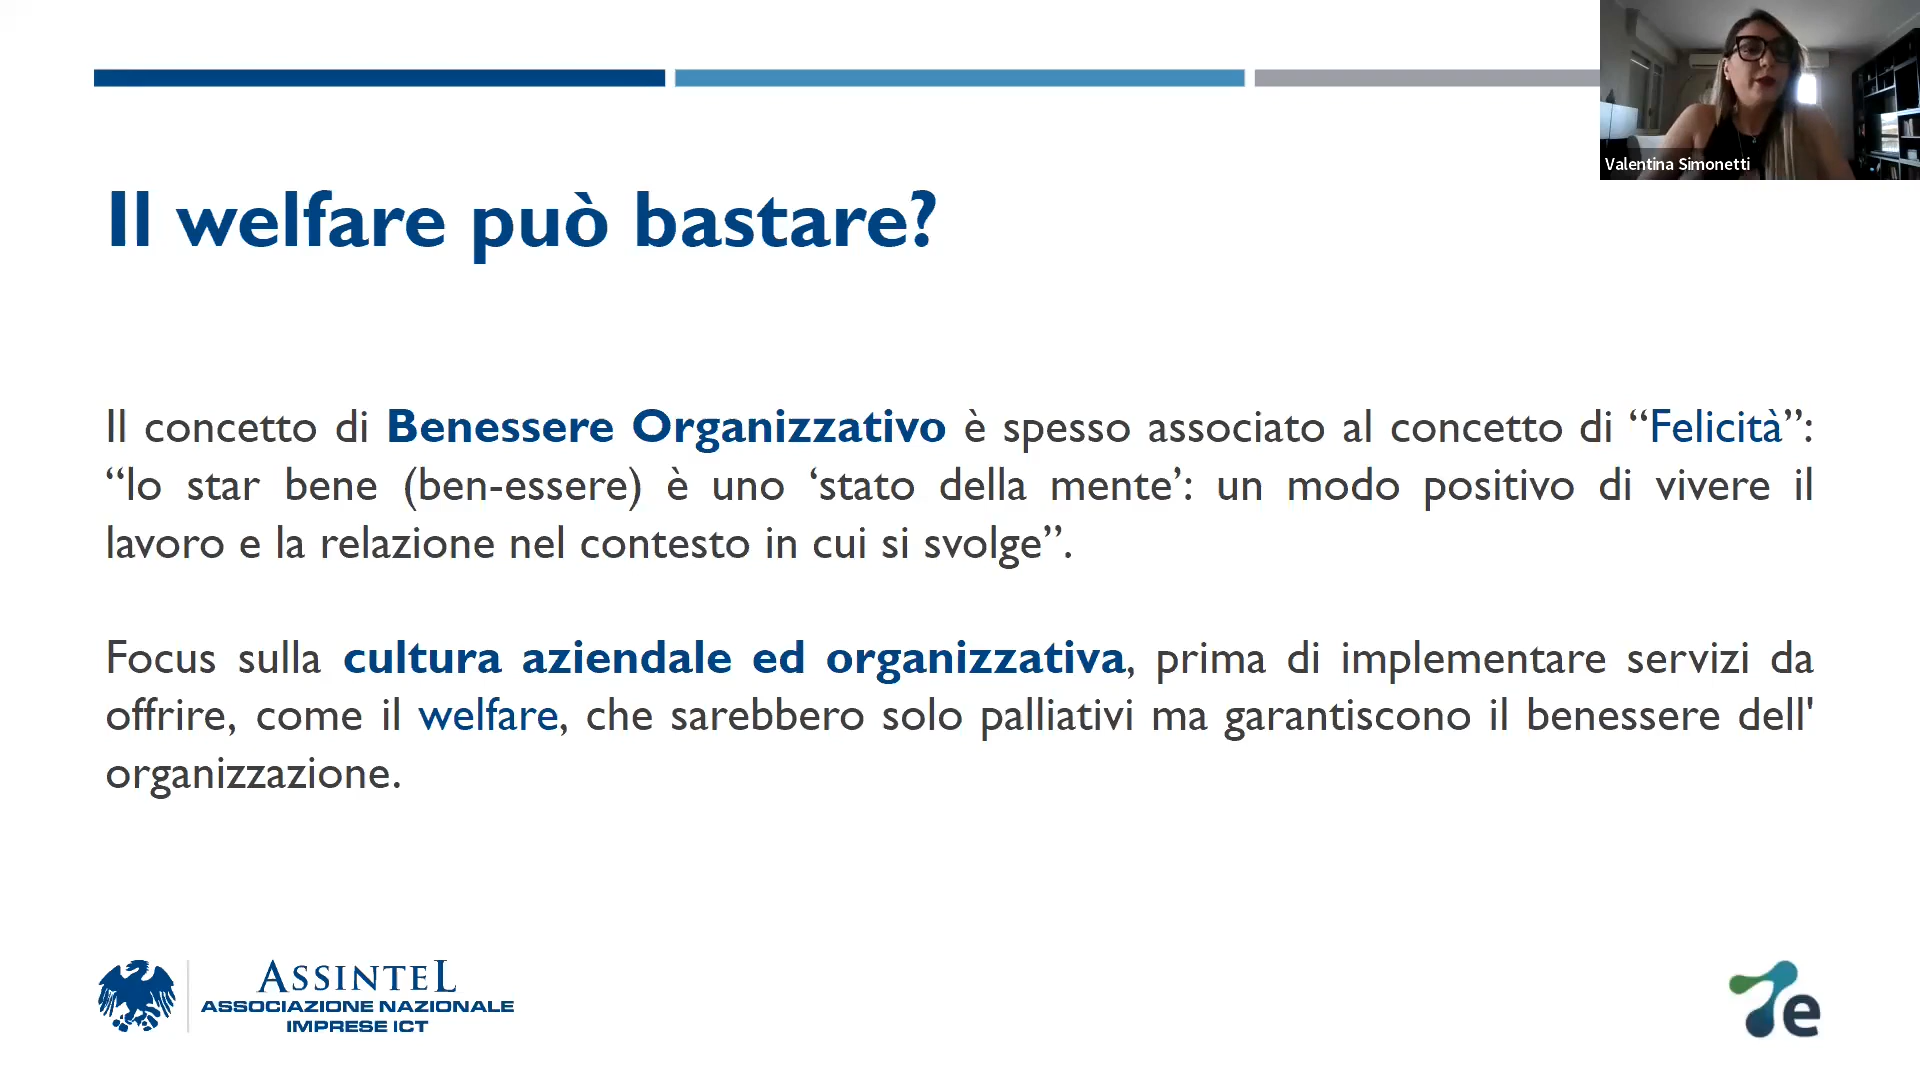 Valentina Simonetti
Il welfare può bastare?
Il concetto di Benessere Organizzativo è spesso associato al concetto di “Felicità”:
“lo star bene (ben-essere) è uno ‘stato della mente’: un modo positivo di vivere il
lavoro e la relazione nel contesto in cui si svolge”.
Focus sulla cultura aziendale ed organizzativa, prima di implementare servizi da
offrire, come il welfare, che sarebbero solo palliativi ma garantiscono il benessere dell'
organizzazione.
ASSINTEL
ASSOCIAZIONE NAZIONALE
IMPRESE ICT
e